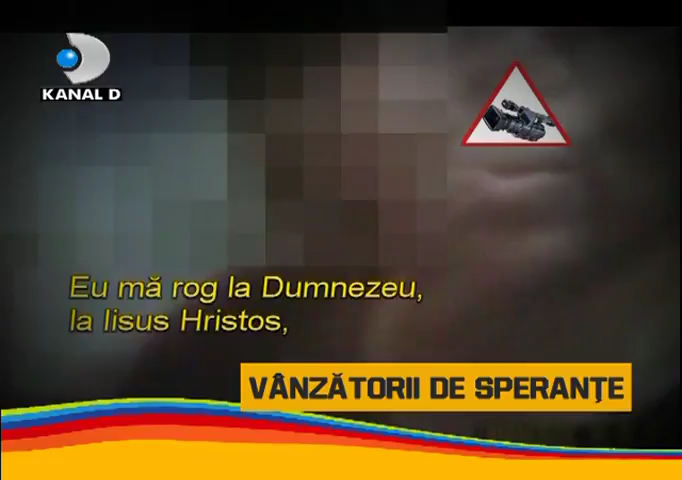 KANAL D
Eu mă rog la Dumnezeu,
la Iisus Hristos,
VÂNZĂTORII DE SPERANŢE